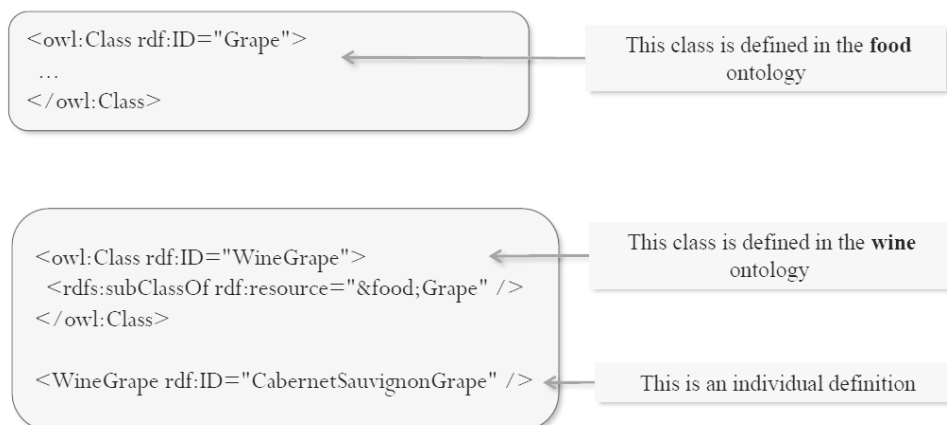 <owl:Class rdf:ID="Grape">
...
</owl:Class>
This class is defined in the food
ontology
<owl:Class rdf:ID="WineGrape">
<rdfs:subClassOf rdf:resource="&food;Grape" />
</owl:Class>
This class is defined in the wine
ontology
<WineGrape rdf:ID="CabernetSauvignonGrape" />
This is an individual definition